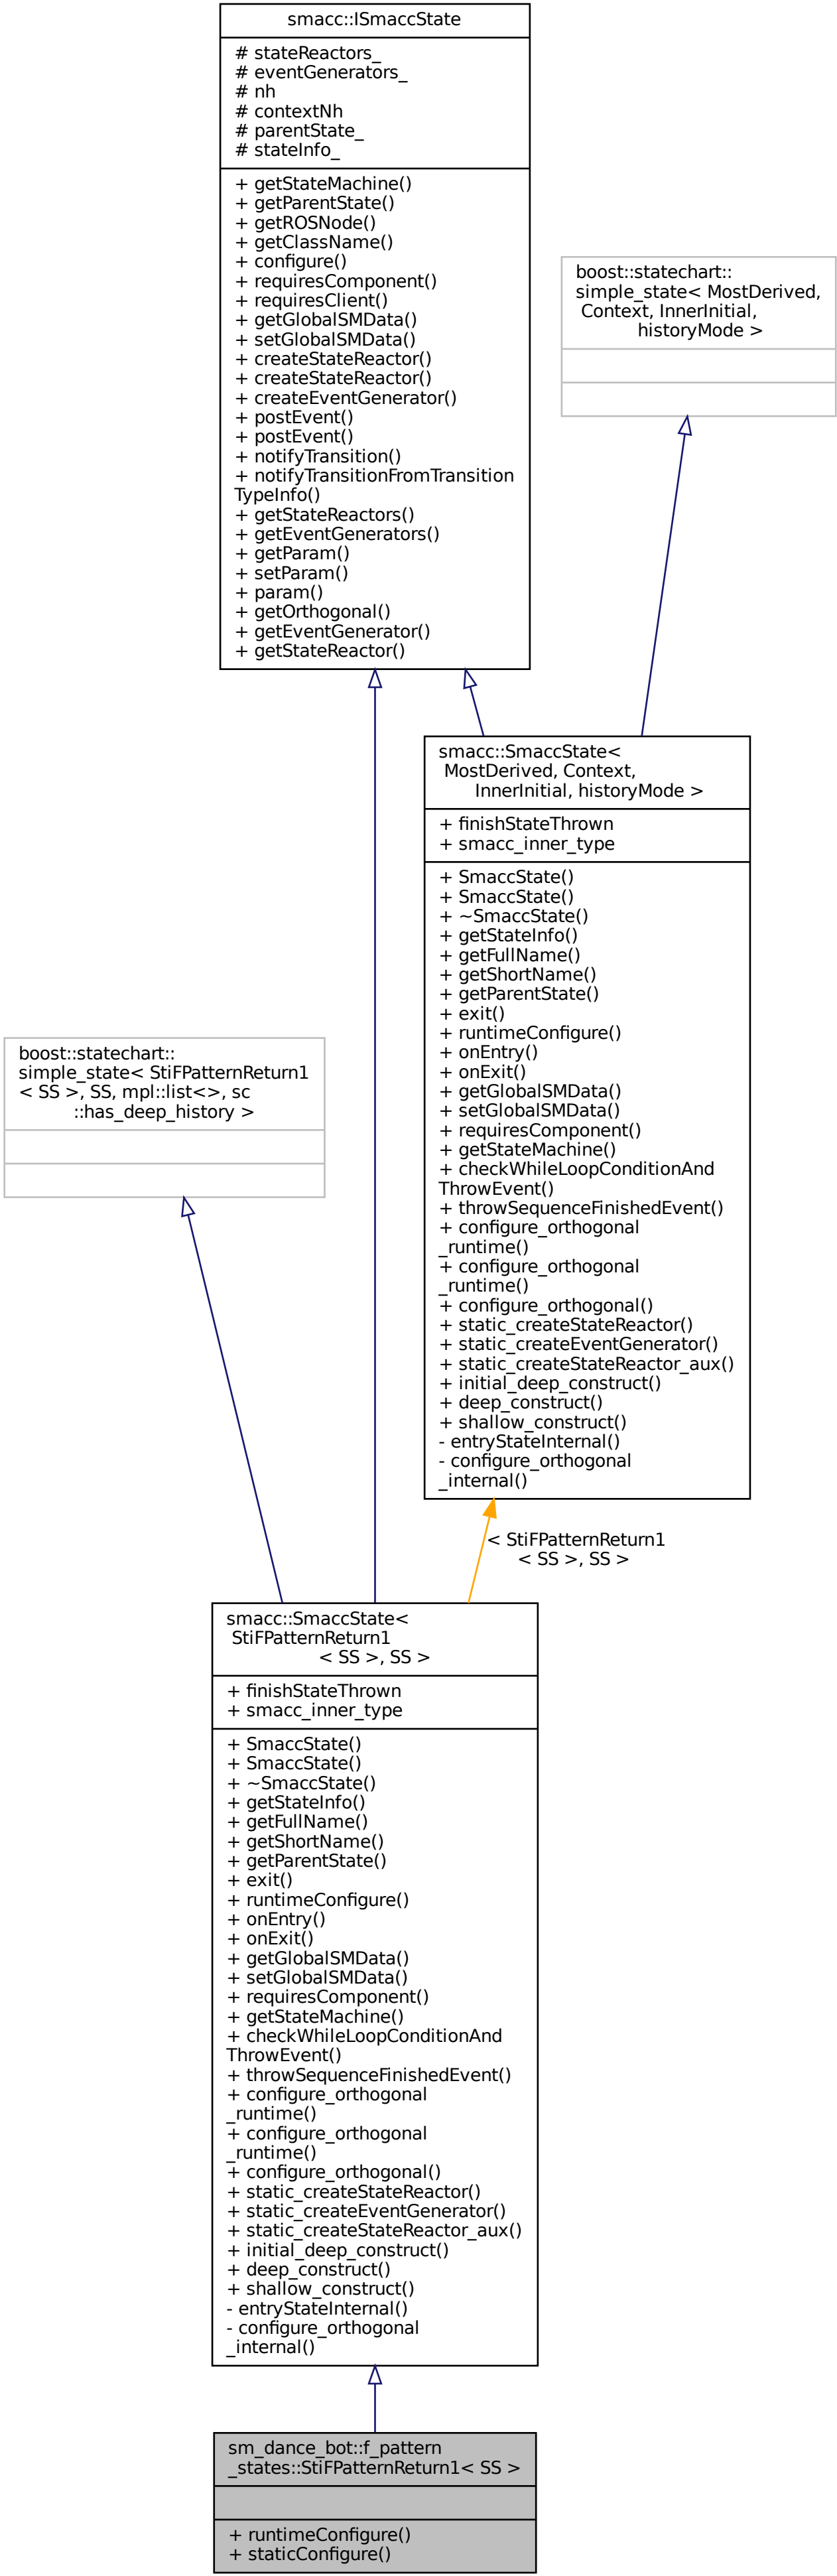 smacc::ISmaccState
# stateReactors_
# eventGenerators_
# nh
# contextNh
# parentState_
# stateInfo_
+ getStateMachine()
+ getParentState()
+ getROSNode()
+ getClassName()
+ configure()
+ requiresComponent()
+ requiresClient()
+ getGlobalSMData()
+ setGlobalSMData()
+ createStateReactor()
+ createStateReactor()
+ createEventGenerator()
+ postEvent()
+ postEvent()
+ notifyTransition()
+ notifyTransitionFromTransition
TypeInfo()
+ getStateReactors()
+ getEventGenerators()
+ getParam()
+ setParam()
+ param()
+ getOrthogonal()
+ getEventGenerator()
+ getStateReactor()
boost::statechart::
simple_state< MostDerived,
Context, InnerInitial,
historyMode >
smacc::SmaccState<
MostDerived, Context,
InnerInitial, historyMode >
+ finishStateThrown
+ smacc_inner_type
+ SmaccState()
+ SmaccState()
+ ~SmaccState()
+ getStateInfo()
+ getFullName()
+ getShortName()
+ getParentState()
+ exit()
+ runtimeConfigure()
+ onEntry()
+ onExit()
+ getGlobalSMData()
+ setGlobalSMData()
+ requiresComponent()
+ getStateMachine()
+ checkWhileLoopConditionAnd
ThrowEvent()
+ throwSequenceFinishedEvent()
+ configure_orthogonal
_runtime()
+ configure_orthogonal
_runtime()
+ configure_orthogonal()
+ static_createStateReactor()
+ static_createEventGenerator()
+ static_createStateReactor_aux()
+ initial_deep_construct()
+ deep_construct()
+ shallow_construct()
- entryStateInternal()
- configure_orthogonal
_internal()
boost::statechart::
simple_state< StiFPatternReturn1
< SS >, SS, mpl::list<>, sc
::has_deep_history >
< StiFPatternReturn1
< SS >, SS >
smacc::SmaccState<
StiFPatternReturn1
< SS >, SS >
+ finishStateThrown
+ smacc_inner_type
+ SmaccState()
+ SmaccState()
+ ~SmaccState()
+ getStateInfo()
+ getFullName()
+ getShortName()
+ getParentState()
+ exit()
+ runtimeConfigure()
+ onEntry()
+ onExit()
+ getGlobalSMData()
+ setGlobalSMData()
+ requiresComponent()
+ getStateMachine()
+ checkWhileLoopConditionAnd
ThrowEvent()
+ throwSequenceFinishedEvent()
+ configure_orthogonal
_runtime()
+ configure_orthogonal
_runtime()
+ configure_orthogonal()
+ static_createStateReactor()
+ static_createEventGenerator()
+ static_createStateReactor_aux()
+ initial_deep_construct()
+ deep_construct()
+ shallow_construct()
- entryStateInternal()
- configure_orthogonal
_internal()
sm_dance_bot::f_pattern
_states::StiFPatternReturn1< SS >
+ runtimeConfigure()
+ staticConfigure()